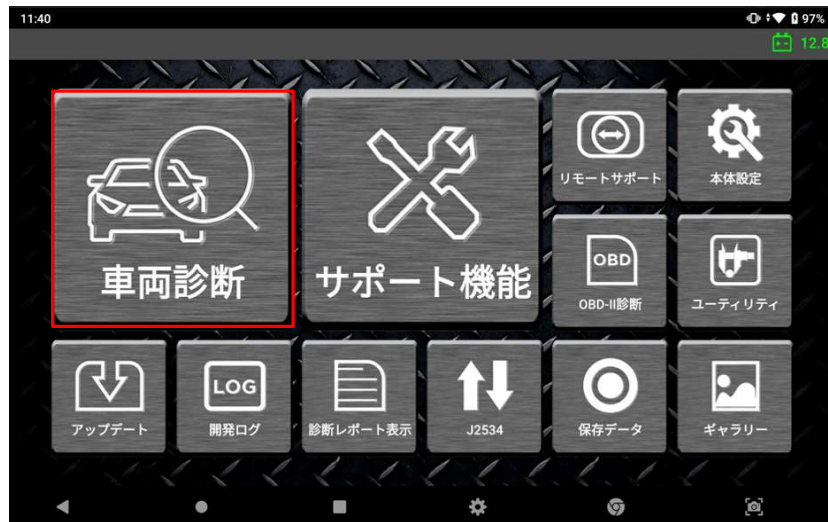 11:40
97%
12.8
車両診断
サポート機能
リモートサポート
本体設定
OBD
OBD-II診断
ユーティリティ
アップデート
LOG
開発ログ
診断レポート表示
J2534
保存データ
ギャラリー